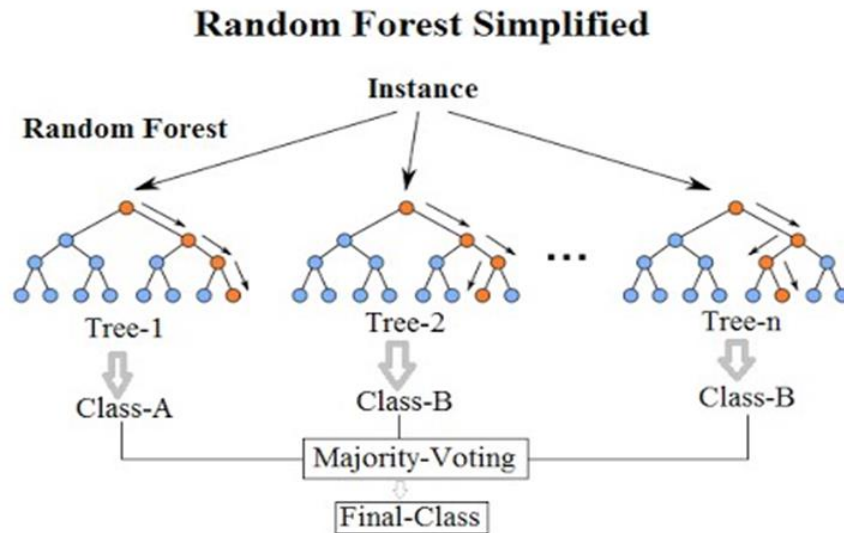 Random Forest Simplified
Instance
Random Forest
...
Tree-1
Tree-2
Tree-n
Class-A
Class-B
Class-B
Majority-Voting
Final-Class